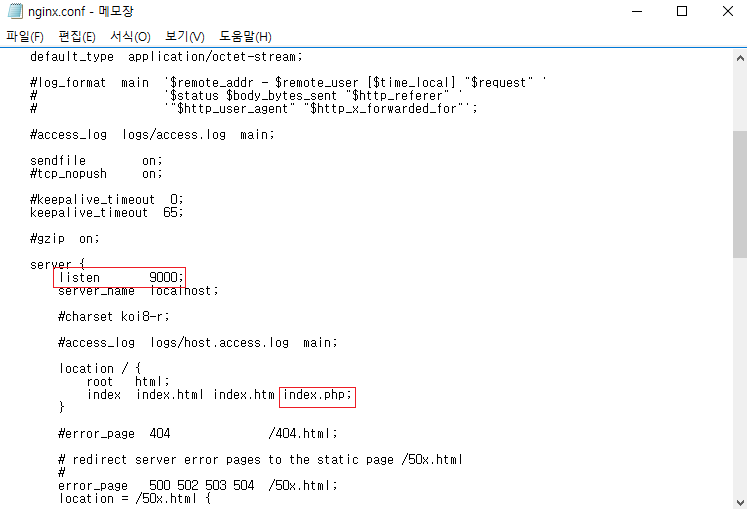 nginx.conf - 메모장
파일(F) 편집(E) 서식(O) 보기(V) 도움말(H)
default_type  application/octet-stream;
#log_format  main  '$remote_addr - $remote_user [$time_local] "$request" '
#                  '$status $body_bytes_sent "$http_referer" '
#                  '"$http_user_agent" "$http_x_forwarded_for"';
#access_log  logs/access.log  main;
sendfile        on;
#tcp_nopush     on;
#keepalive_timeout  0;
keepalive_timeout  65;
#gzip  on;
server {
listen       9000;
server_name  localhost;
#charset koi8-r;
#access_log  logs/host.access.log  main;
location / {
root   html;
index  index.html index.htm index.php;
}
#error_page  404              /404.html;
# redirect server error pages to the static page /50x.html
#
error_page   500 502 503 504  /50x.html;
location = /50x.html {